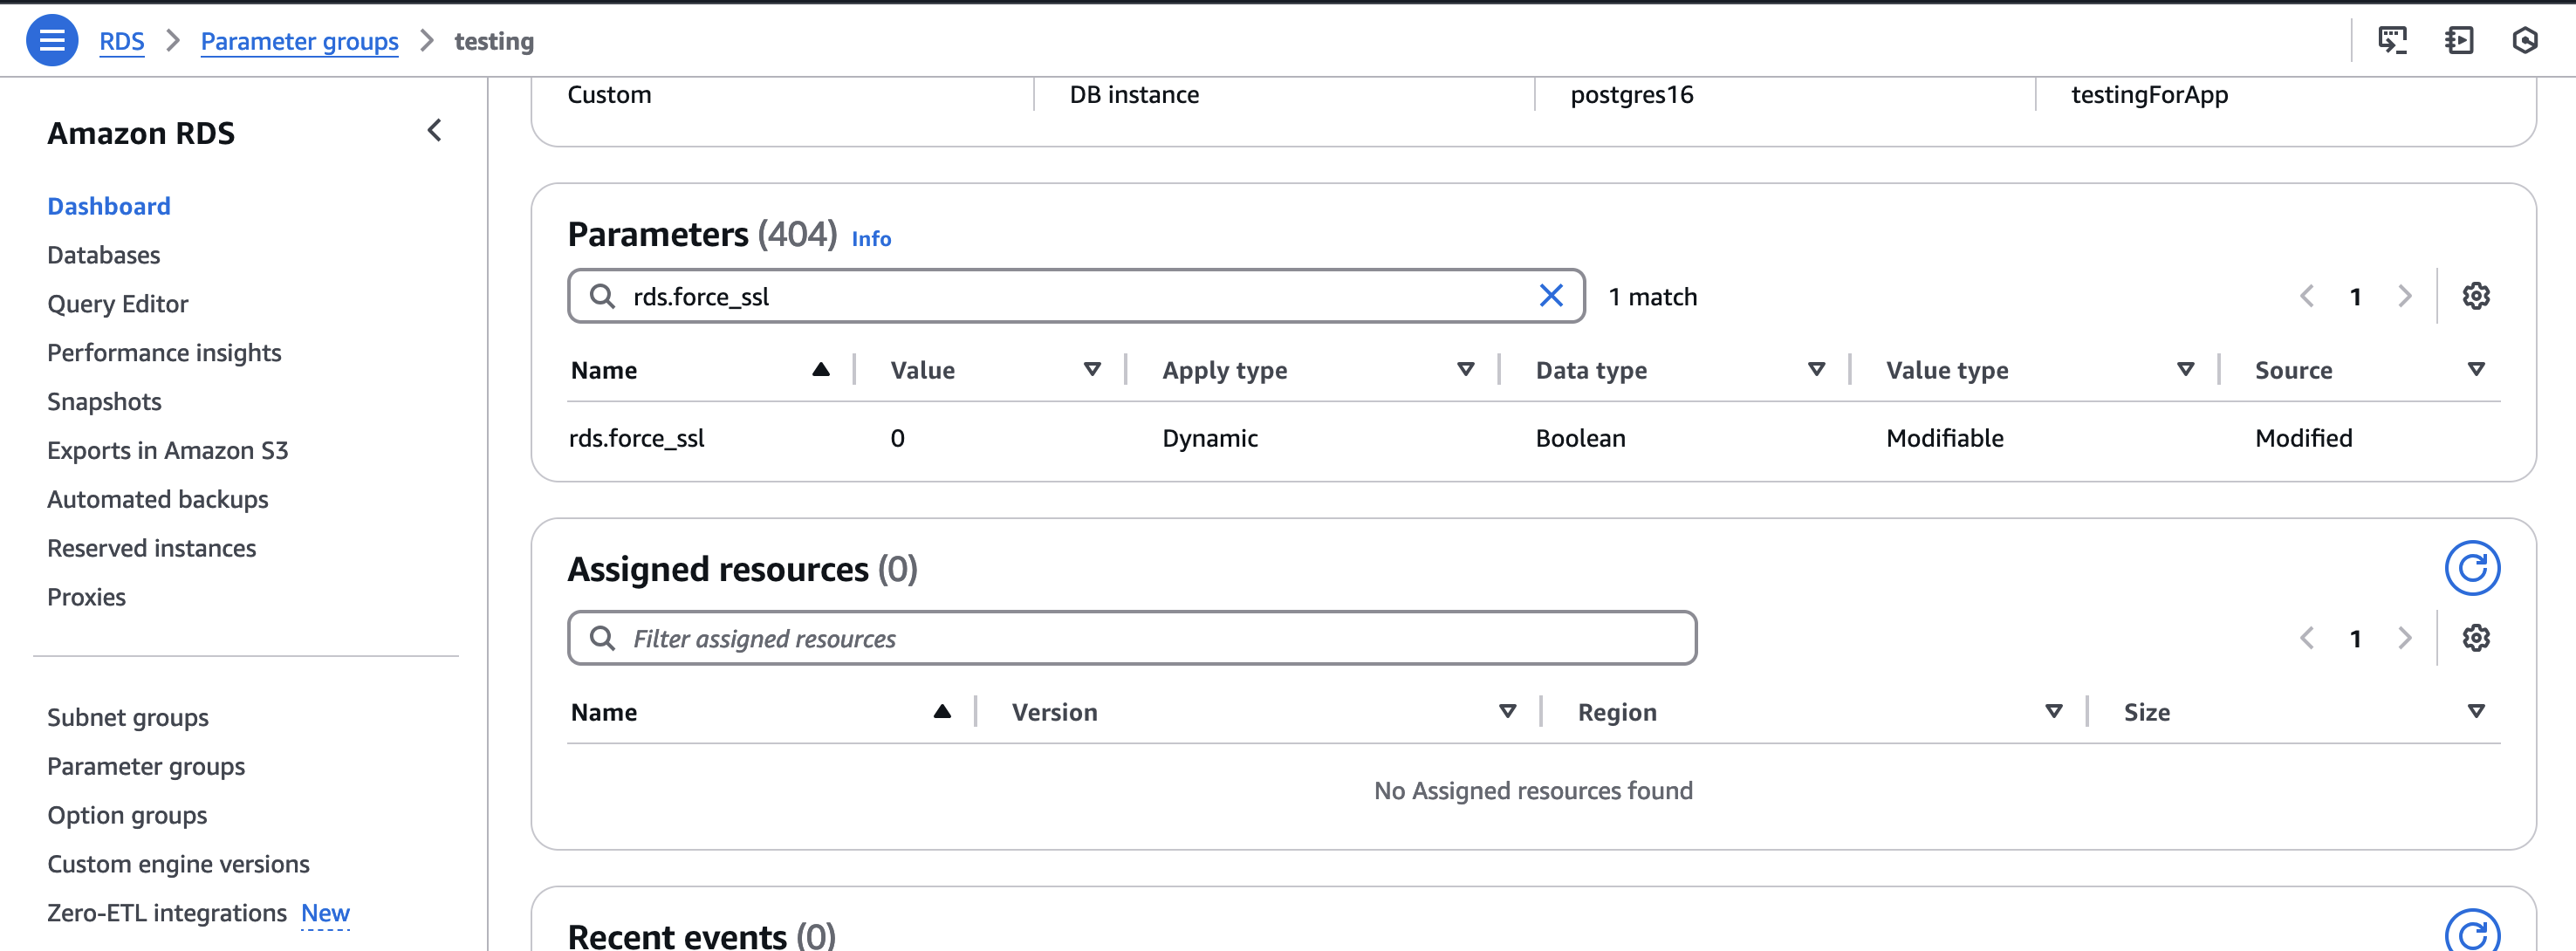 RDS > Parameter groups > testing
Amazon RDS
Dashboard
Databases
Query Editor
Performance insights
Snapshots
Exports in Amazon S3
Automated backups
Reserved instances
Proxies
Subnet groups
Parameter groups
Option groups
Custom engine versions
Zero-ETL integrations New
Custom DB instance postgres16 testingForApp
Parameters (404) Info
rds.force_ssl 1 match 1
Name Value Apply type Data type Value type Source
rds.force_ssl 0 Dynamic Boolean Modifiable Modified
Assigned resources (0)
Filter assigned resources 1
Name Version Region Size
No Assigned resources found
Recent events (0)